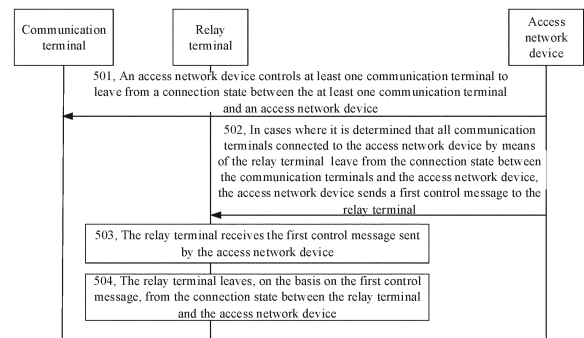 Communication
terminal
Relay
terminal
Access
network
device
501, An access network device controls at least one communication terminal to
leave from a connection state between the at least one communication terminal
and an access network device
502, In cases where it is determined that all communication
terminals connected to the access network device by means
of the relay terminal leave from the connection state between
the communication terminals and the access network device,
the access network device sends a first control message to the
relay terminal
503, The relay terminal receives the first control message sent
by the access network device
504, The relay terminal leaves, on the basis on the first control
message, from the connection state between the relay terminal
and the access network device